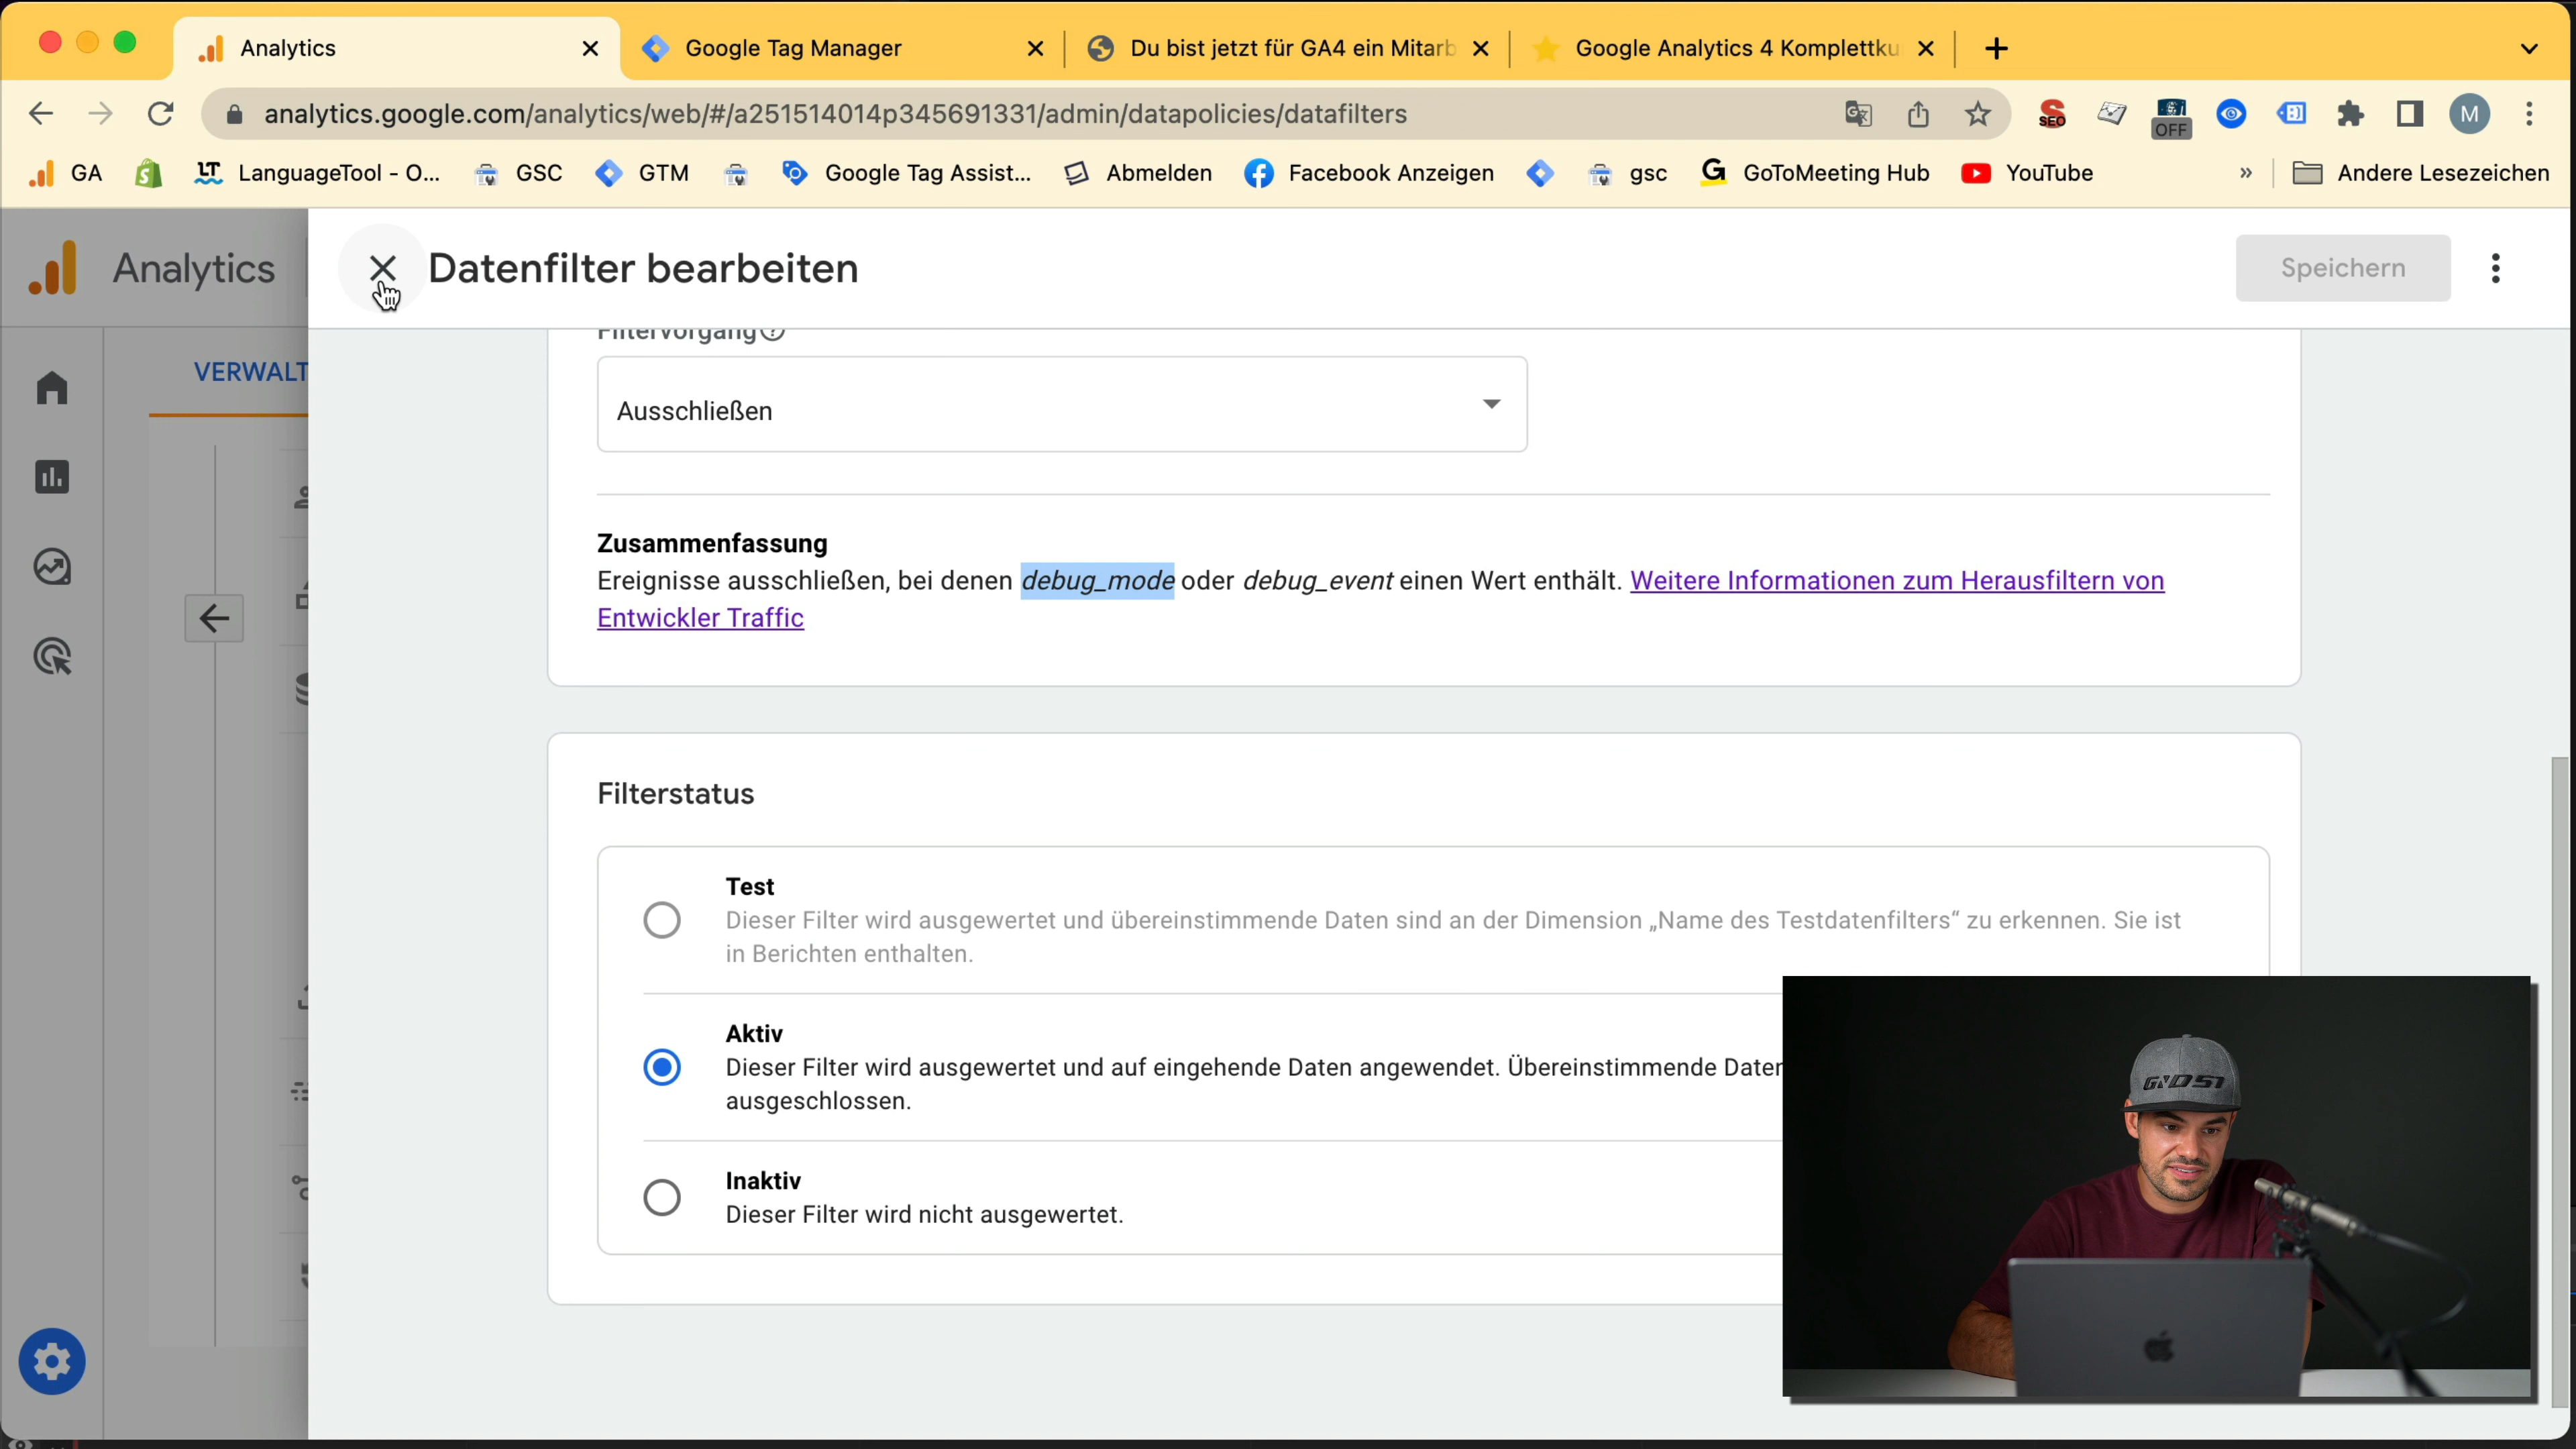 Analytics
Google Tag Manager
Du bist jetzt für GA4 ein Mitarb
Google Analytics 4 Komplettku
analytics.google.com/analytics/web/#/a251514014p345691331/admin/datapolicies/datafilters
SEO
OFF
M
GA
LT
LanguageTool - O...
GSC
GTM
Google Tag Assist...
Abmelden
Facebook Anzeigen
gsc
GoToMeeting Hub
YouTube
»
Andere Lesezeichen
Analytics
Datenfilter bearbeiten
Speichern
VERWALT
Filtervorgang
Ausschließen
Zusammenfassung
Ereignisse ausschließen, bei denen debug_mode oder debug_event einen Wert enthält. Weitere Informationen zum Herausfiltern von
Entwickler Traffic
Filterstatus
Test
Dieser Filter wird ausgewertet und übereinstimmende Daten sind an der Dimension „Name des Testdatenfilters“ zu erkennen. Sie ist
in Berichten enthalten.
Aktiv
Dieser Filter wird ausgewertet und auf eingehende Daten angewendet. Übereinstimmende Daten
ausgeschlossen.
Inaktiv
Dieser Filter wird nicht ausgewertet.